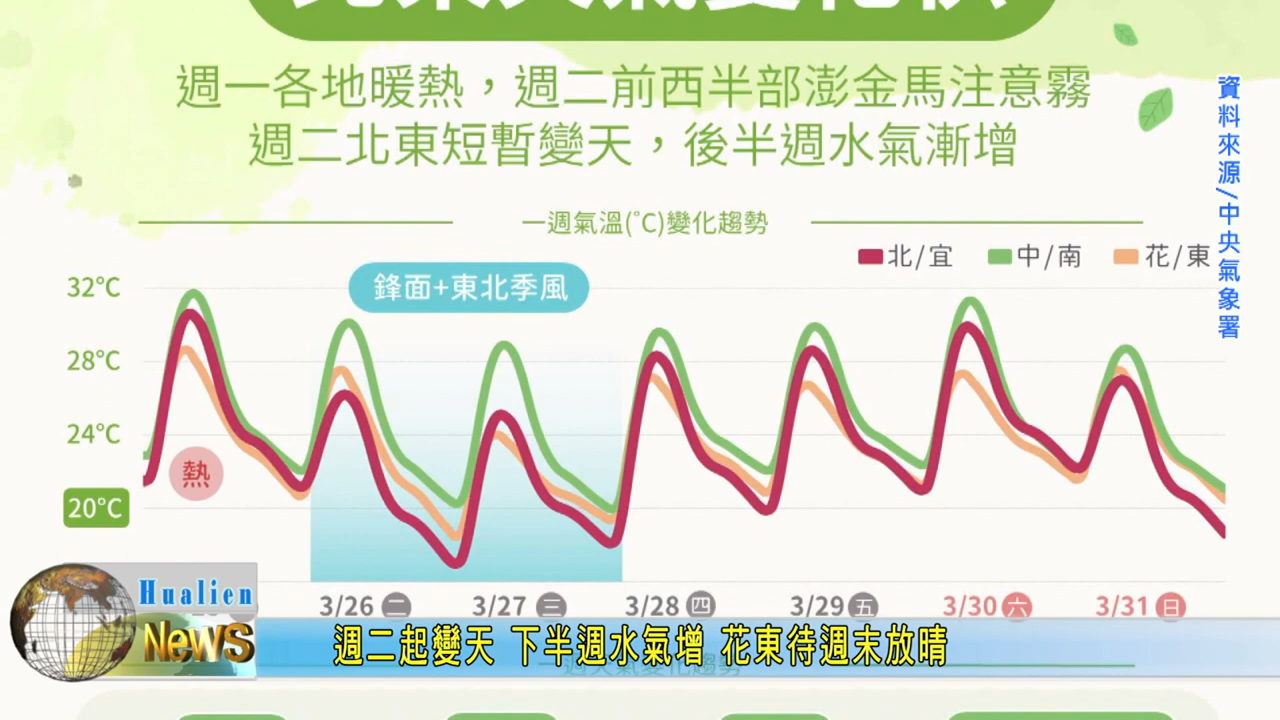 週一各地暖熱，週二前西半部澎金馬注意霧
週二北東短暫變天，後半週水氣漸增
資料來源/中央氣象署
一週氣溫(°C)變化趨勢
北/宜 中/南 花/東
鋒面+東北季風
32°C
28°C
24°C
20°C
熱
3/26 二 3/27 三 3/28 四 3/29 五 3/30 六 3/31 日
Hualien
News
週二起變天 下半週水氣增 花東待週末放晴